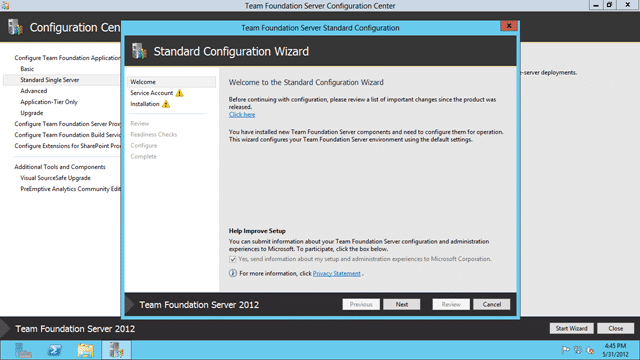 Team Foundation Server Configuration Center
Configuration Cen
Configure Team Foundation Application
Basic
Standard Single Server
Advanced
Application-Tier Only
Upgrade
Configure Team Foundation Server Proxy
Configure Team Foundation Build Servic
Configure Extensions for SharePoint Prod
Additional Tools and Components
Visual SourceSafe Upgrade
PreEmptive Analytics Community Edit
e-server deployments.
Team Foundation Server Standard Configuration
Standard Configuration Wizard
Welcome
Service Account
Installation
Review
Readiness Checks
Configure
Complete
Welcome to the Standard Configuration Wizard
Before continuing with configuration, please review a list of important changes since the product was
released.
Click here
You have installed new Team Foundation Server components and need to configure them for operation.
This wizard configures your Team Foundation Server environment using the default settings.
Help Improve Setup
You can submit information about your Team Foundation Server configuration and administration
experiences to Microsoft. To participate, click the box below.
Yes, send information about my setup and administration experiences to Microsoft Corporation.
For more information, click Privacy Statement.
Team Foundation Server 2012
Previous
Next
Review
Cancel
Team Foundation Server 2012
Start Wizard
Close
4:45 PM
5/31/2012